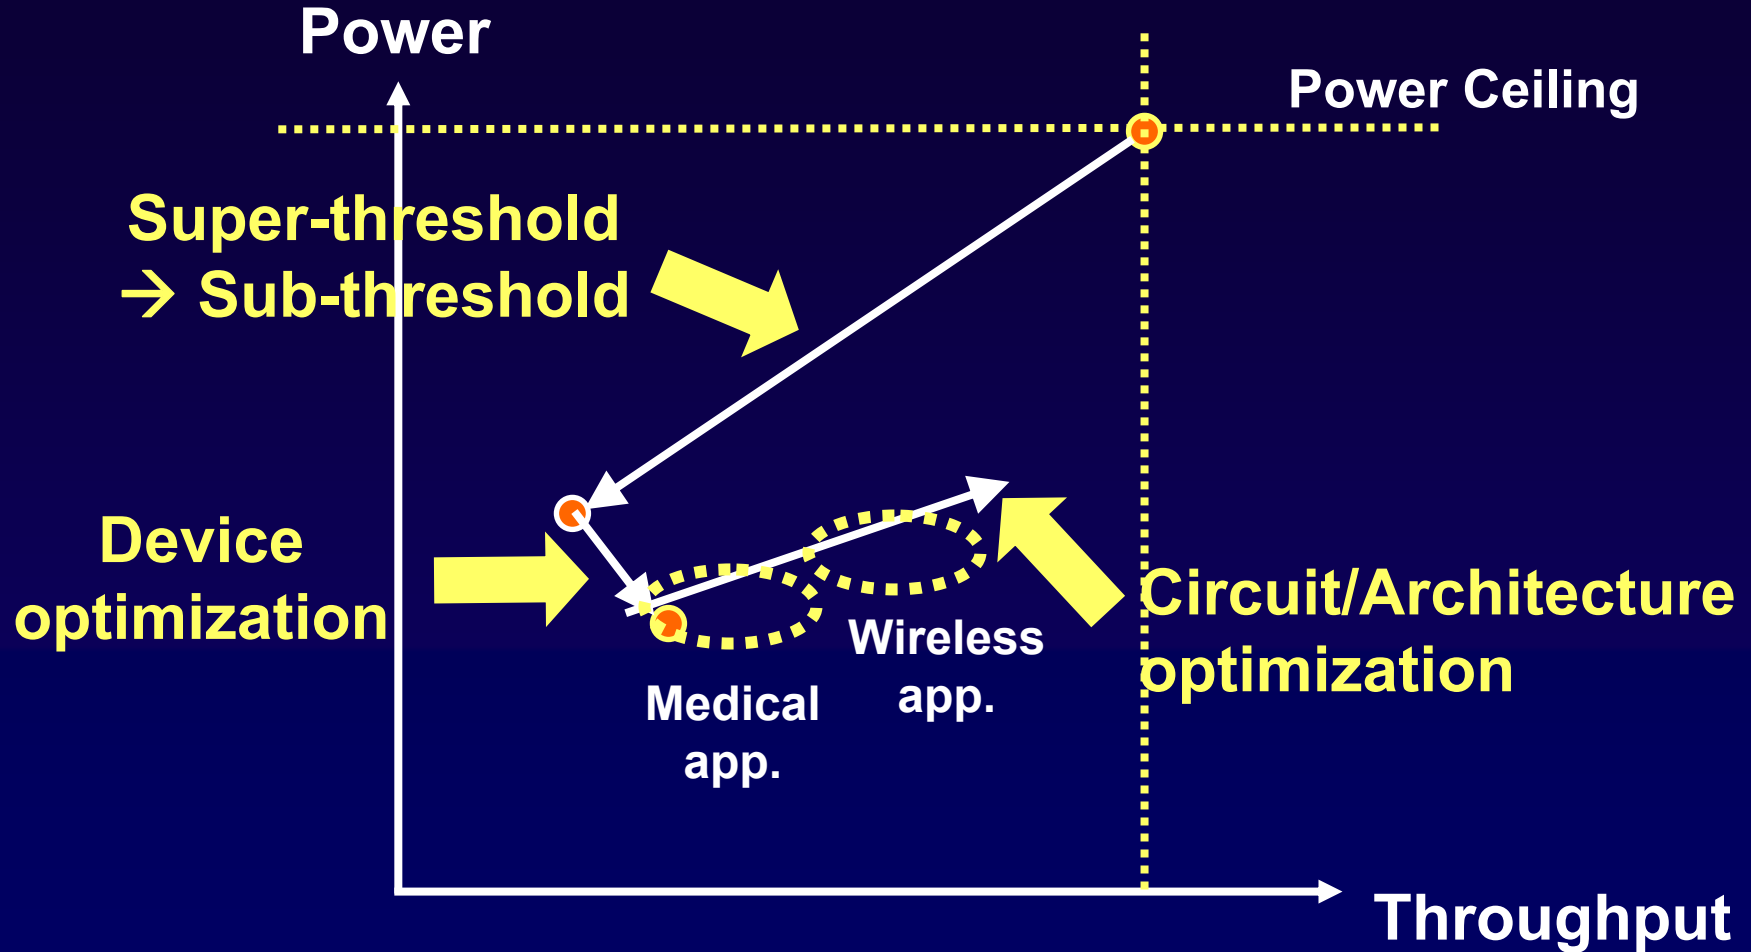 Power
Power Ceiling
Super-threshold
→ Sub-threshold
Device
optimization
Circuit/Architecture
optimization
Wireless
app.
Medical
app.
Throughput